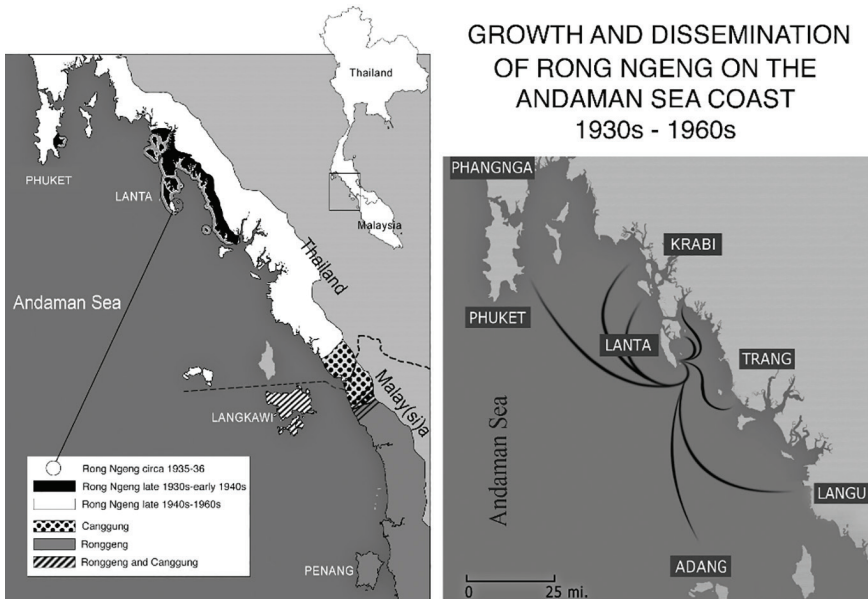 Thailand
Malaysia
PHUKET
LANTA
Thailand
Andaman Sea
Malay(si)a
LANGKAWI
PENANG
Rong Ngeng circa 1935-36
Rong Ngeng late 1930s-early 1940s
Rong Ngeng late 1940s-1960s
Canggung
Ronggeng
Ronggeng and Canggung
GROWTH AND DISSEMINATION
OF RONG NGENG ON THE
ANDAMAN SEA COAST
1930s - 1960s
PHANGNGA
KRABI
PHUKET
LANTA
TRANG
Andaman Sea
LANGU
ADANG
0 25 mi.